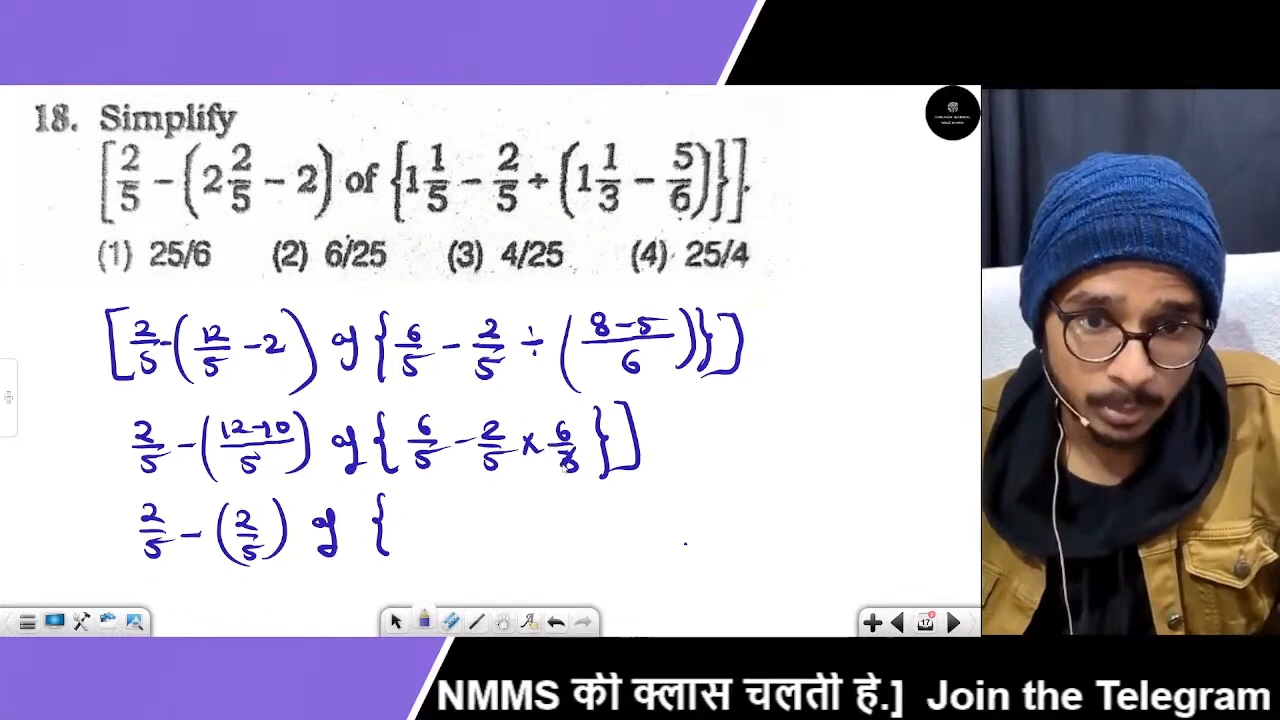 18. Simplify
[2/5 − (2 2/5 − 2) of {1 1/5 − 2/5 ÷ (1 1/3 − 5/6)}].
(1) 25/6 (2) 6/25 (3) 4/25 (4) 25/4
[2/5 - (12/5 - 2) of {6/5 - 2/5 ÷ (8-5/6)}]
2/5 - (12-10/5) of {6/5 - 2/5 × 6/3}]
2/5 - (2/5) of {
17
NMMS की क्लास चलती हे.] Join the Telegram